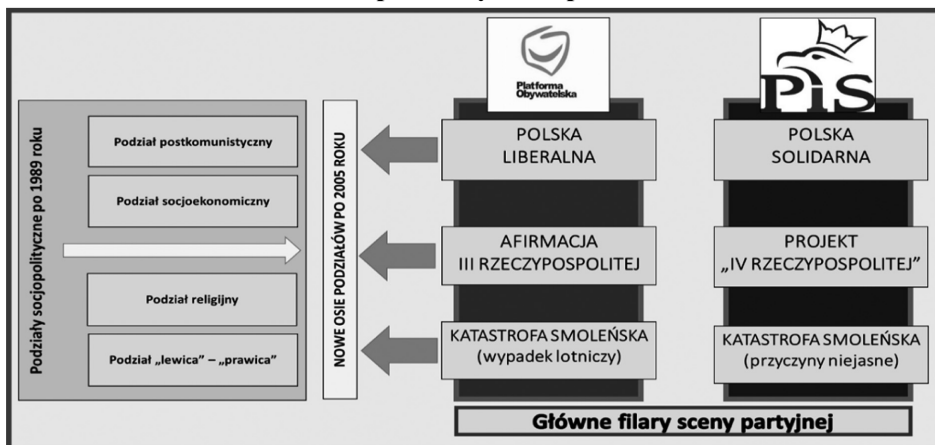 Podziały socjopolityczne po 1989 roku
Podział postkomunistyczny
Podział socjoekonomiczny
Podział religijny
Podział „lewica” – „prawica”
NOWE OSIE PODZIAŁÓW PO 2005 ROKU
Platforma
Obywatelska
POLSKA
LIBERALNA
AFIRMACJA
III RZECZYPOSPOLITEJ
KATASTROFA SMOLEŃSKA
(wypadek lotniczy)
PiS
POLSKA
SOLIDARNA
PROJEKT
„IV RZECZYPOSPOLITEJ”
KATASTROFA SMOLEŃSKA
(przyczyny niejasne)
Główne filary sceny partyjnej